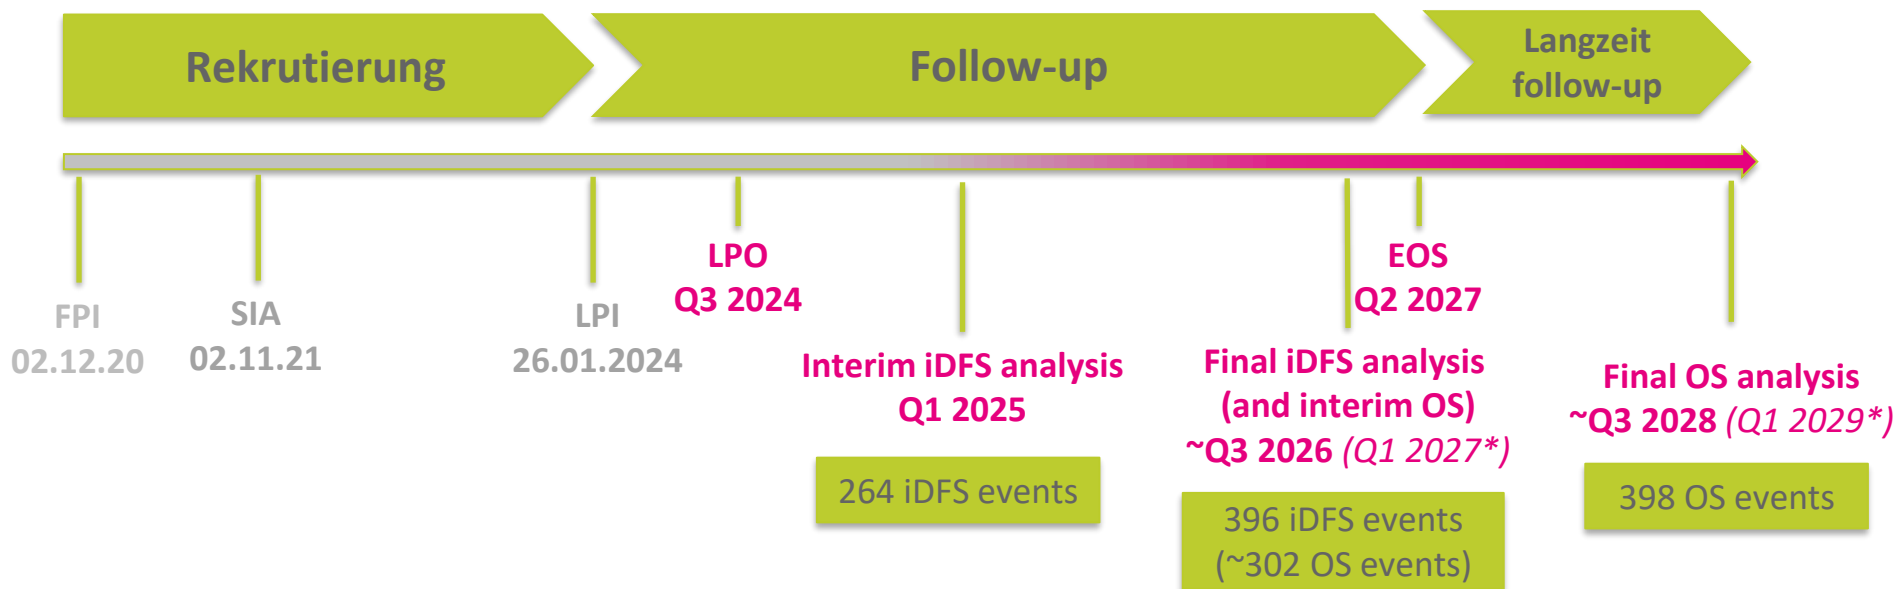 Rekrutierung
Follow-up
Langzeit
follow-up
FPI
02.12.20
SIA
02.11.21
LPI
26.01.2024
LPO
Q3 2024
Interim iDFS analysis
Q1 2025
264 iDFS events
EOS
Q2 2027
Final iDFS analysis
(and interim OS)
~Q3 2026 (Q1 2027*)
396 iDFS events
(~302 OS events)
Final OS analysis
~Q3 2028 (Q1 2029*)
398 OS events